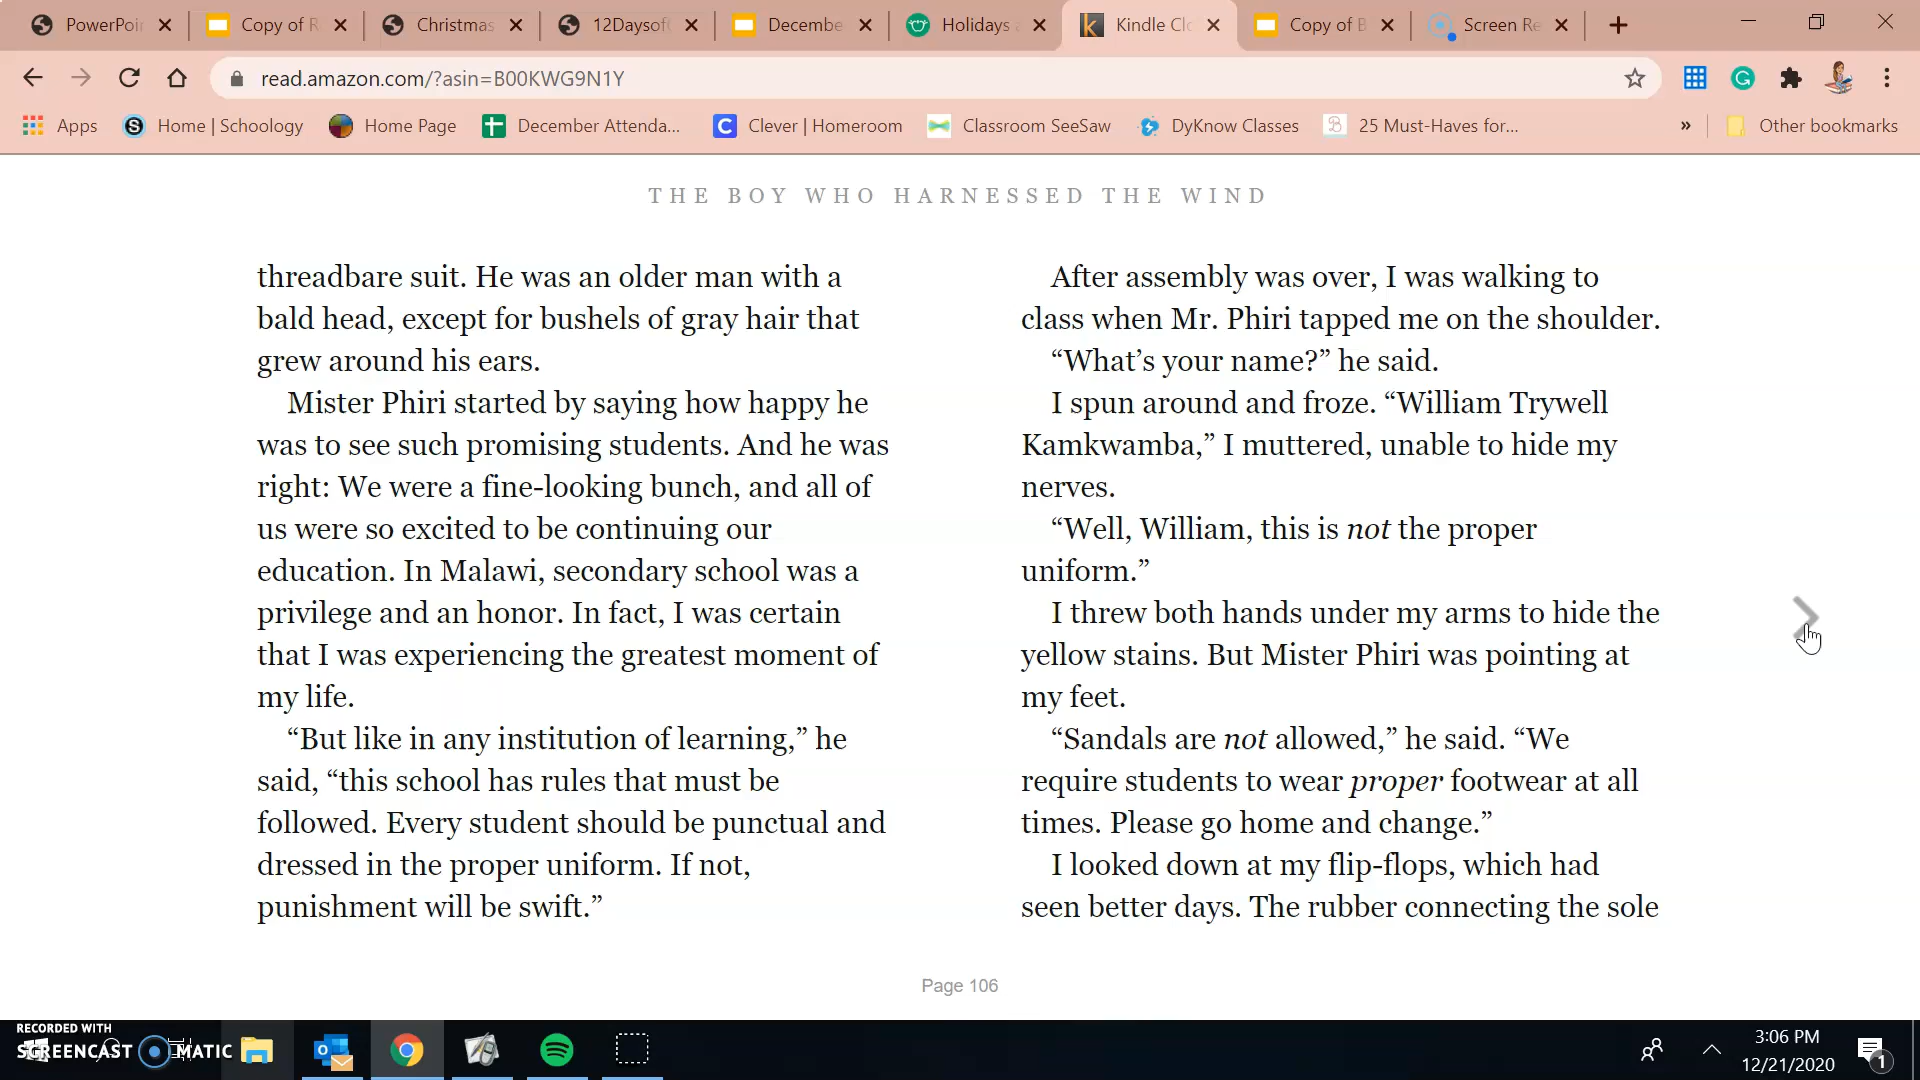 PowerPoin
Copy of R
Christmas
12Daysof
Decembe
Holidays a
Kindle Clo
Copy of B
Screen Re
read.amazon.com/?asin=B00KWG9N1Y
Apps
Home | Schoology
Home Page
December Attenda...
Clever | Homeroom
Classroom SeeSaw
DyKnow Classes
25 Must-Haves for...
»
Other bookmarks
THE BOY WHO HARNESSED THE WIND
threadbare suit. He was an older man with a
bald head, except for bushels of gray hair that
grew around his ears.
Mister Phiri started by saying how happy he
was to see such promising students. And he was
right: We were a fine-looking bunch, and all of
us were so excited to be continuing our
education. In Malawi, secondary school was a
privilege and an honor. In fact, I was certain
that I was experiencing the greatest moment of
my life.
“But like in any institution of learning,” he
said, “this school has rules that must be
followed. Every student should be punctual and
dressed in the proper uniform. If not,
punishment will be swift.”
After assembly was over, I was walking to
class when Mr. Phiri tapped me on the shoulder.
“What’s your name?” he said.
I spun around and froze. “William Trywell
Kamkwamba,” I muttered, unable to hide my
nerves.
“Well, William, this is not the proper
uniform.”
I threw both hands under my arms to hide the
yellow stains. But Mister Phiri was pointing at
my feet.
“Sandals are not allowed,” he said. “We
require students to wear proper footwear at all
times. Please go home and change.”
I looked down at my flip-flops, which had
seen better days. The rubber connecting the sole
Page 106
RECORDED WITH
SCREENCAST MATIC
3:06 PM
12/21/2020
1